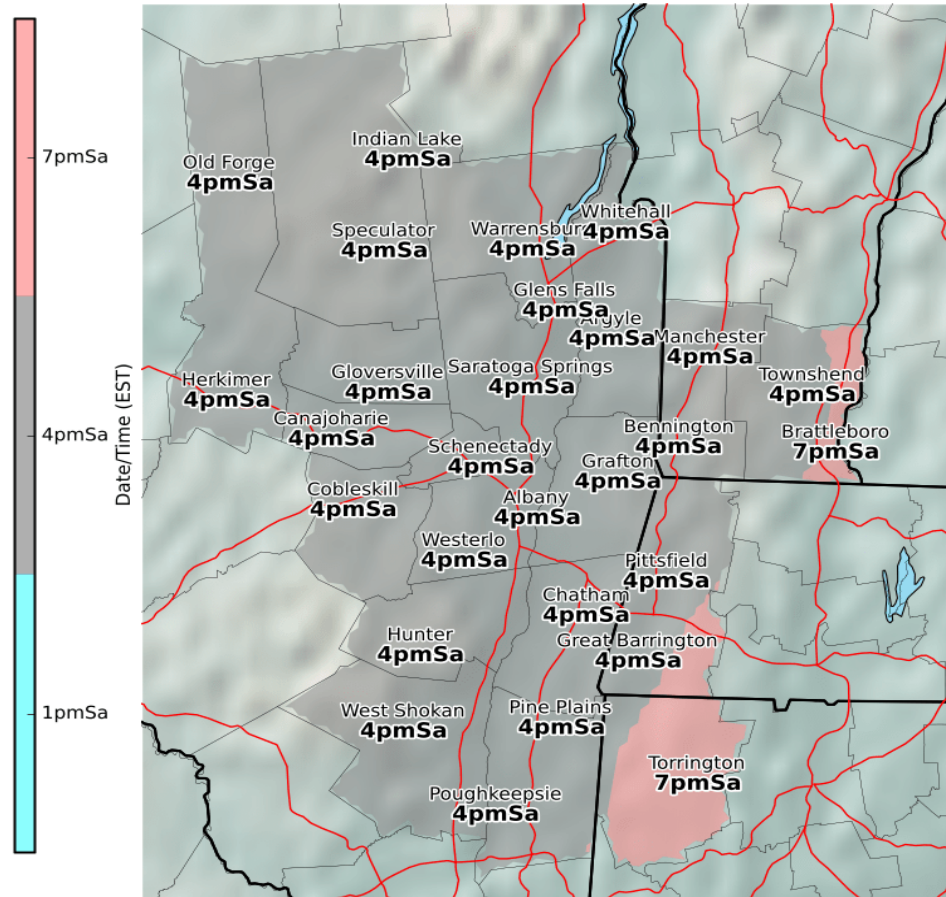 7pmSa
4pmSa
1pmSa
Date/Time (EST)
Indian Lake
4pmSa
Old Forge
4pmSa
Whitehall
4pmSa
Speculator
4pmSa
Warrensburg
4pmSa
Glens Falls
4pmSa
Argyle
4pmSa
Manchester
4pmSa
Saratoga Springs
4pmSa
Gloversville
4pmSa
Herkimer
4pmSa
Townshend
4pmSa
Canajoharie
4pmSa
Bennington
4pmSa
Brattleboro
7pmSa
Schenectady
4pmSa
Grafton
4pmSa
Cobleskill
4pmSa
Albany
4pmSa
Westerlo
4pmSa
Pittsfield
4pmSa
Chatham
4pmSa
Hunter
4pmSa
Great Barrington
4pmSa
West Shokan
4pmSa
Pine Plains
4pmSa
Torrington
7pmSa
Poughkeepsie
4pmSa